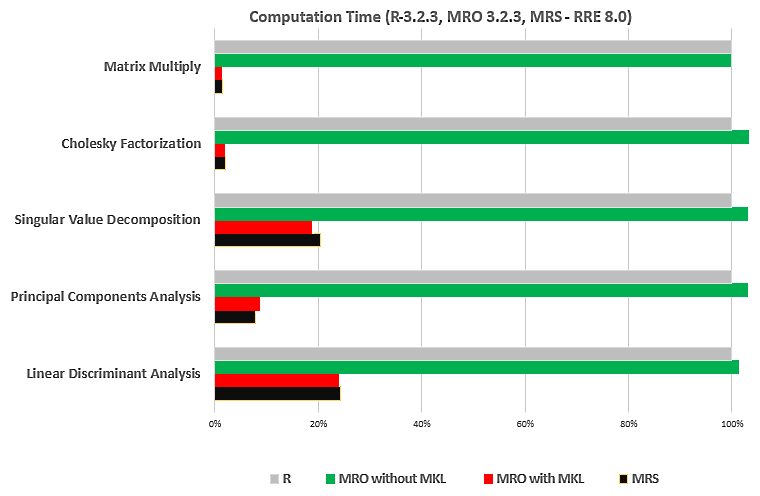 Computation Time (R-3.2.3, MRO 3.2.3, MRS - RRE 8.0)
Matrix Multiply
Cholesky Factorization
Singular Value Decomposition
Principal Components Analysis
Linear Discriminant Analysis
0% 20% 40% 60% 80% 100%
R MRO without MKL MRO with MKL MRS